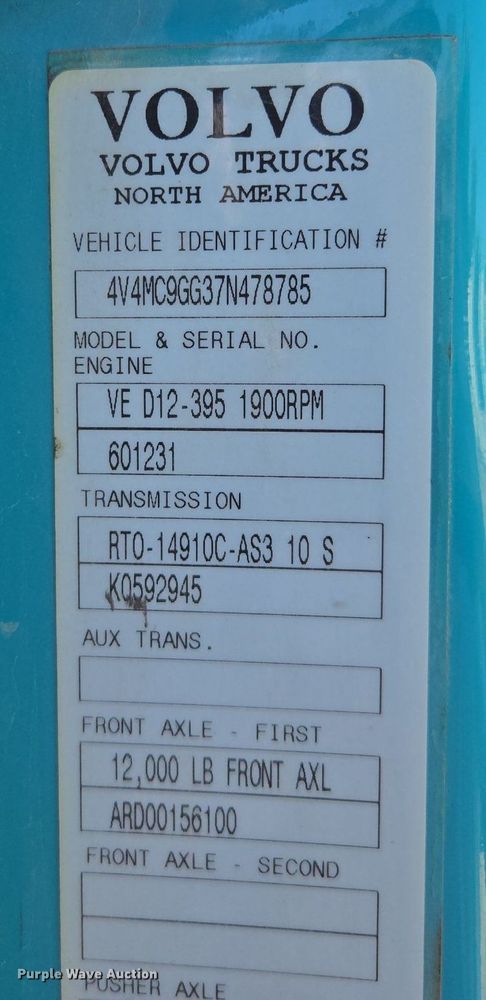 VOLVO
VOLVO TRUCKS
NORTH AMERICA
VEHICLE IDENTIFICATION #
4V4MC9GG37N478785
MODEL & SERIAL NO.
ENGINE
VE D12-395 1900RPM
601231
TRANSMISSION
RTO-14910C-AS3 10 S
K0592945
AUX TRANS.
FRONT AXLE - FIRST
12,000 LB FRONT AXL
ARD00156100
FRONT AXLE - SECOND
Purple Wave Auction
PUSHER AXLE